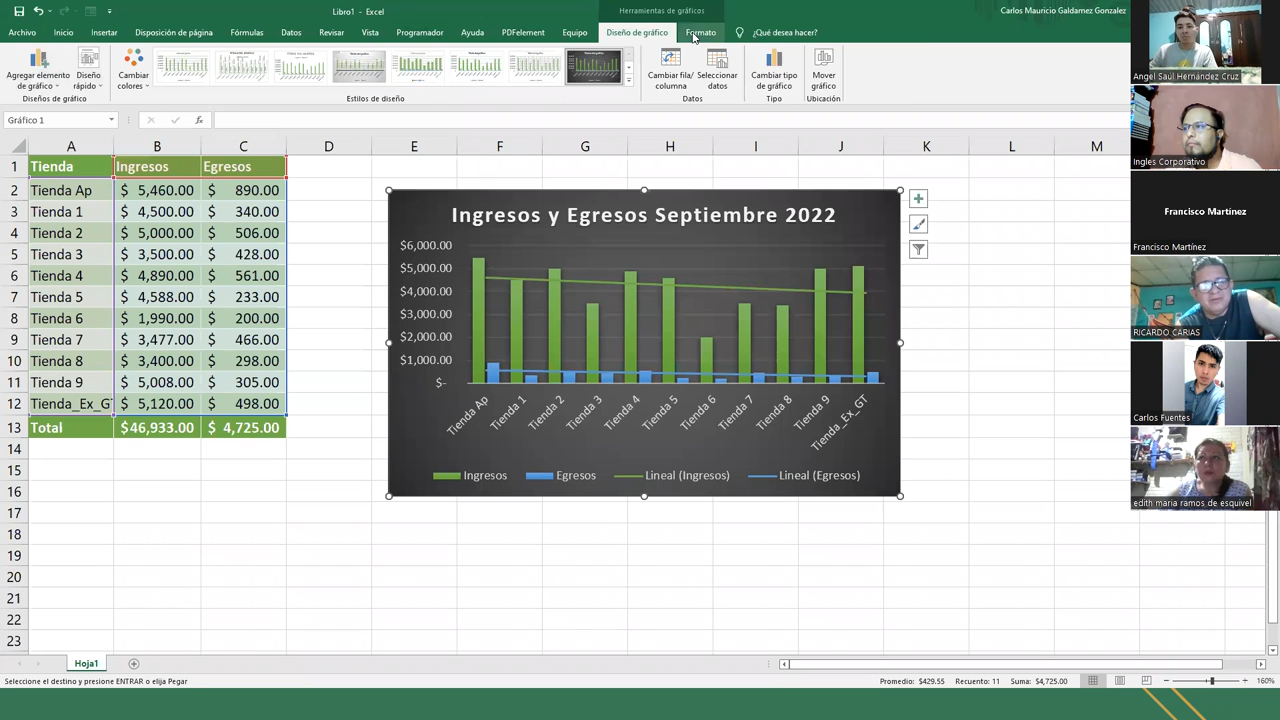 Libro1 - Excel
Herramientas de gráficos
Carlos Mauricio Galdamez Gonzalez
Archivo Inicio Insertar Disposición de página Fórmulas Datos Revisar Vista Programador Ayuda PDFelement Equipo Diseño de gráfico Formato ¿Qué desea hacer?
Agregar elemento de gráfico
Diseño rápido
Cambiar colores
Cambiar fila/ columna
Seleccionar datos
Cambiar tipo de gráfico
Mover gráfico
Diseños de gráfico Estilos de diseño Datos Tipo Ubicación
Gráfico 1
fx
A B C D E F G H I J K L M
1 Tienda Ingresos Egresos
2 Tienda Ap $ 5,460.00 $ 890.00
3 Tienda 1 $ 4,500.00 $ 340.00
4 Tienda 2 $ 5,000.00 $ 506.00
5 Tienda 3 $ 3,500.00 $ 428.00
6 Tienda 4 $ 4,890.00 $ 561.00
7 Tienda 5 $ 4,588.00 $ 233.00
8 Tienda 6 $ 1,990.00 $ 200.00
9 Tienda 7 $ 3,477.00 $ 466.00
10 Tienda 8 $ 3,400.00 $ 298.00
11 Tienda 9 $ 5,008.00 $ 305.00
12 Tienda_Ex_GT $ 5,120.00 $ 498.00
13 Total $46,933.00 $ 4,725.00
14
15
16
17
18
19
20
21
22
23
Ingresos y Egresos Septiembre 2022
$6,000.00
$5,000.00
$4,000.00
$3,000.00
$2,000.00
$1,000.00
$-
Tienda Ap Tienda 1 Tienda 2 Tienda 3 Tienda 4 Tienda 5 Tienda 6 Tienda 7 Tienda 8 Tienda 9 Tienda_Ex_GT
Ingresos Egresos Lineal (Ingresos) Lineal (Egresos)
Hoja1
Seleccione el destino y presione ENTRAR o elija Pegar
Promedio: $429.55 Recuento: 11 Suma: $4,725.00
160%
Angel Saúl Hernández Cruz
Ingles Corporativo
Francisco Martínez
Francisco Martínez
RICARDO CARIAS
Carlos Fuentes
edith maria ramos de esquivel